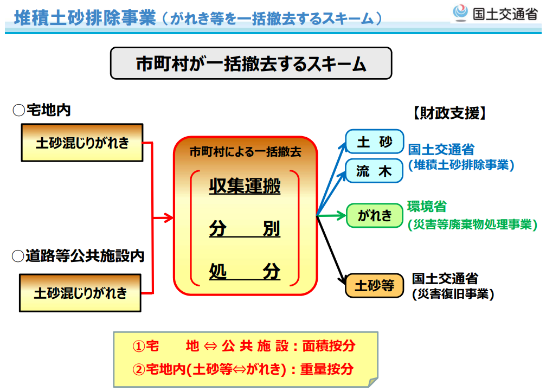 堆積土砂排除事業（がれき等を一括撤去するスキーム）
国土交通省
市町村が一括撤去するスキーム
○宅地内
土砂混じりがれき
○道路等公共施設内
土砂混じりがれき
市町村による一括撤去
収集運搬
分　別
処　分
【財政支援】
土　砂
流　木
国土交通省
(堆積土砂排除事業)
がれき
環境省
(災害等廃棄物処理事業)
土砂等
国土交通省
(災害復旧事業)
①宅　地⇔公共施設：面積按分
②宅地内(土砂等⇔がれき)：重量按分